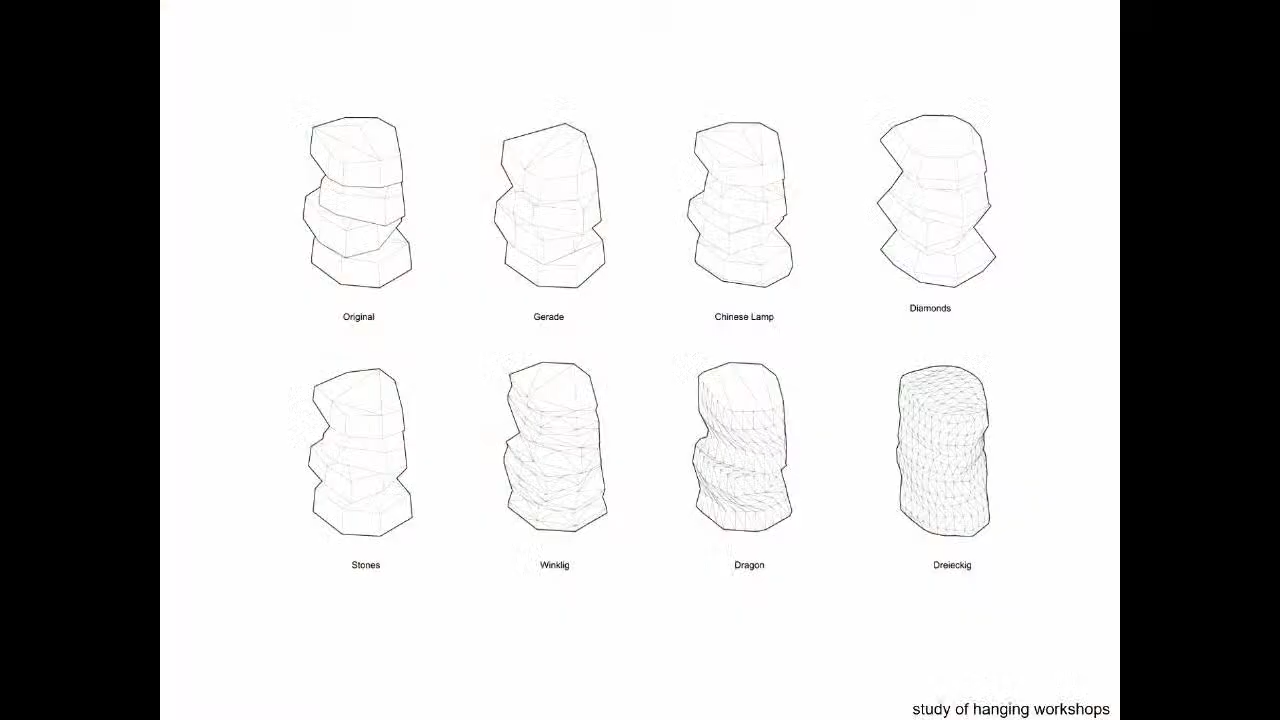 Original
Gerade
Chinese Lamp
Diamonds
Stones
Winklig
Dragon
Dreieckig
study of hanging workshops